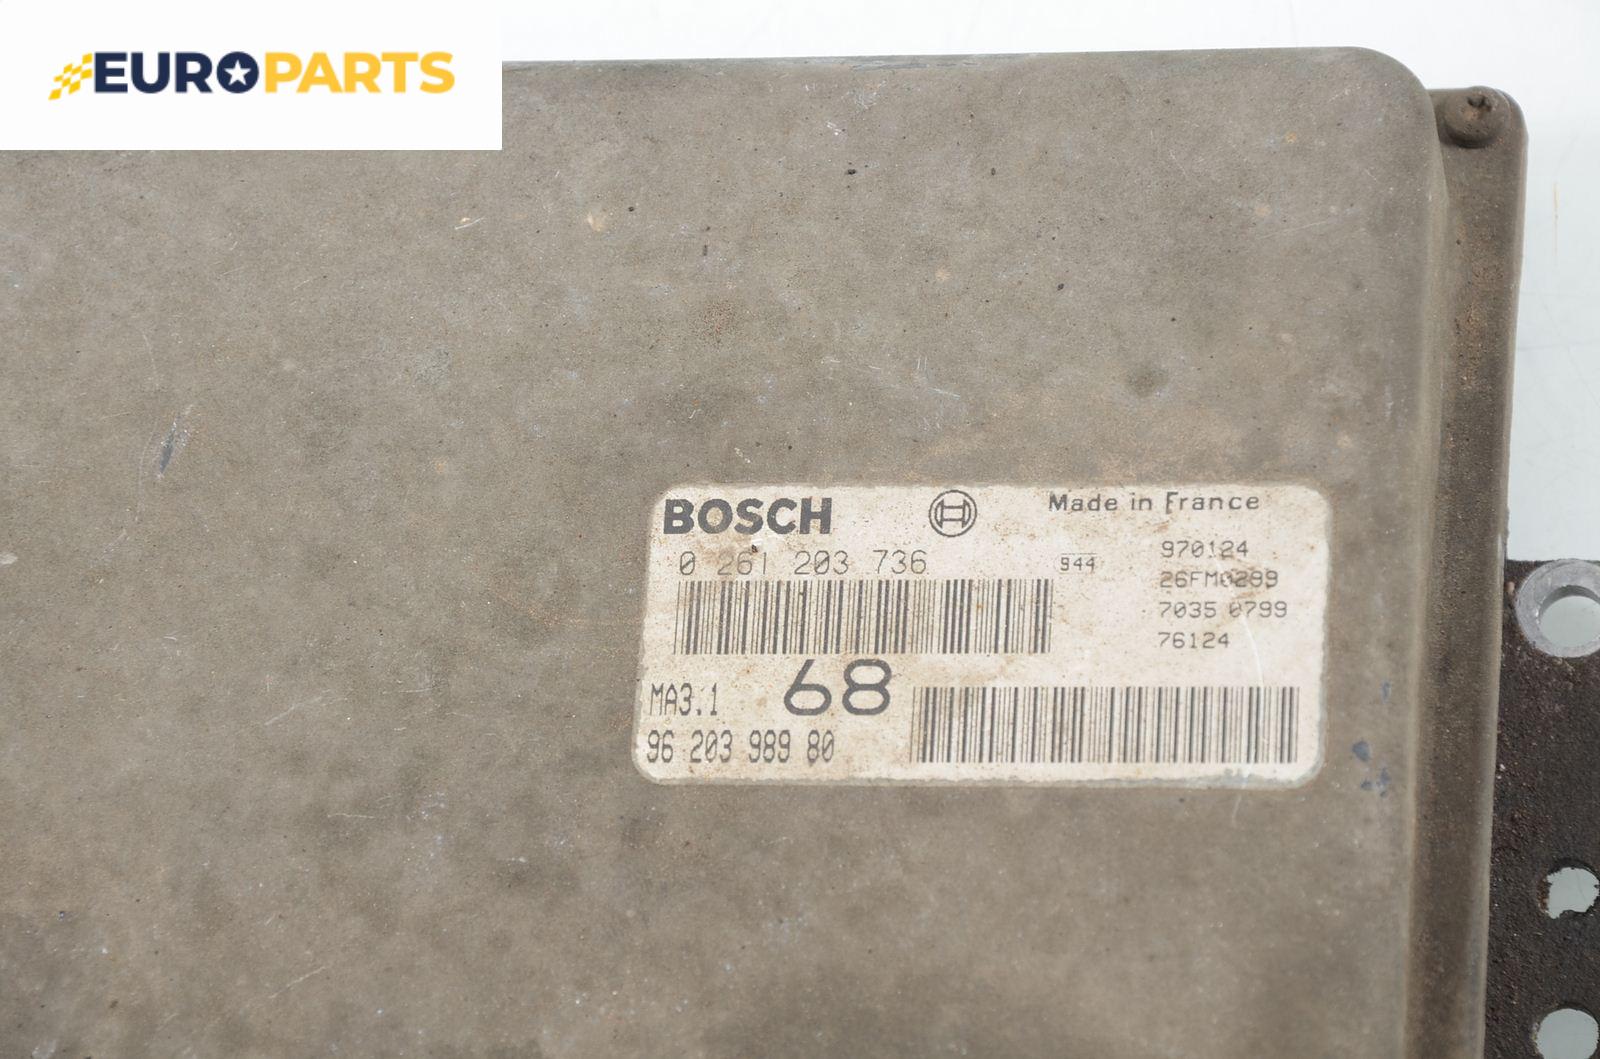 EUROPARTS
BOSCH
Made in France
0 261 203 736
944
970124
26FM0299
7035 0799
76124
MA3.1
68
96 203 989 80